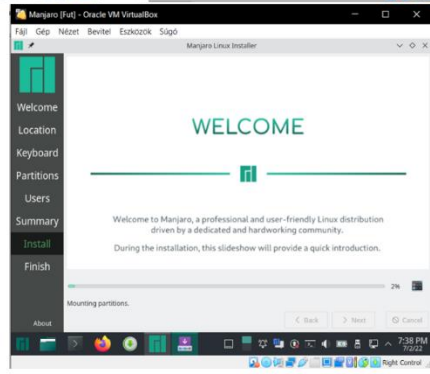 Manjaro [Fut] - Oracle VM VirtualBox
Fájl Gép Nézet Bevitel Eszközök Súgó
Manjaro Linux Installer
Welcome
Location
Keyboard
Partitions
Users
Summary
Install
Finish
About
WELCOME
Welcome to Manjaro, a professional and user-friendly Linux distribution
driven by a dedicated and hardworking community.
During the installation, this slideshow will provide a quick introduction.
2%
Mounting partitions.
Back Next Cancel
7:38 PM
7/2/22
Right Control